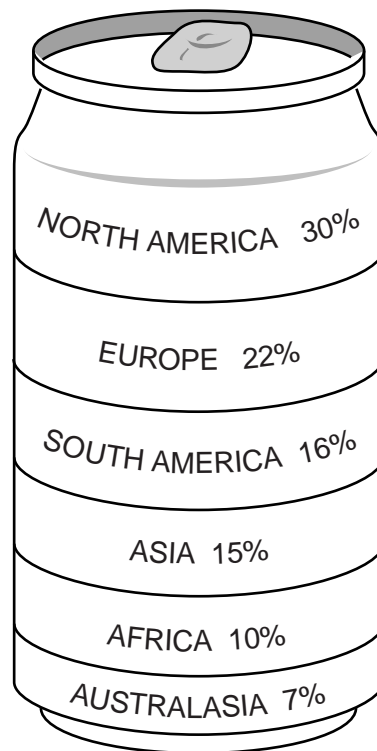 NORTH AMERICA 30%
EUROPE 22%
SOUTH AMERICA 16%
ASIA 15%
AFRICA 10%
AUSTRALASIA 7%